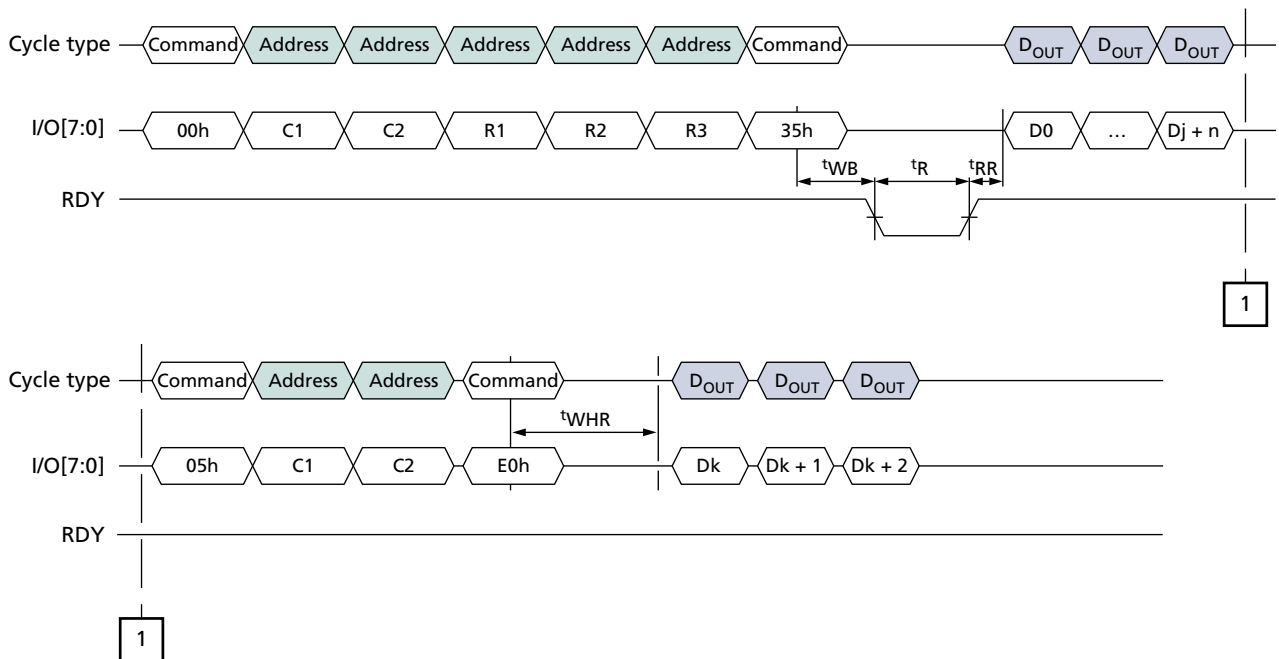 Cycle type Command Address Address Address Address Address Command DOUT DOUT DOUT
I/O[7:0] 00h C1 C2 R1 R2 R3 35h D0 … Dj + n
tWB tR tRR
RDY
1
Cycle type Command Address Address Command DOUT DOUT DOUT
tWHR
I/O[7:0] 05h C1 C2 E0h Dk Dk + 1 Dk + 2
RDY
1